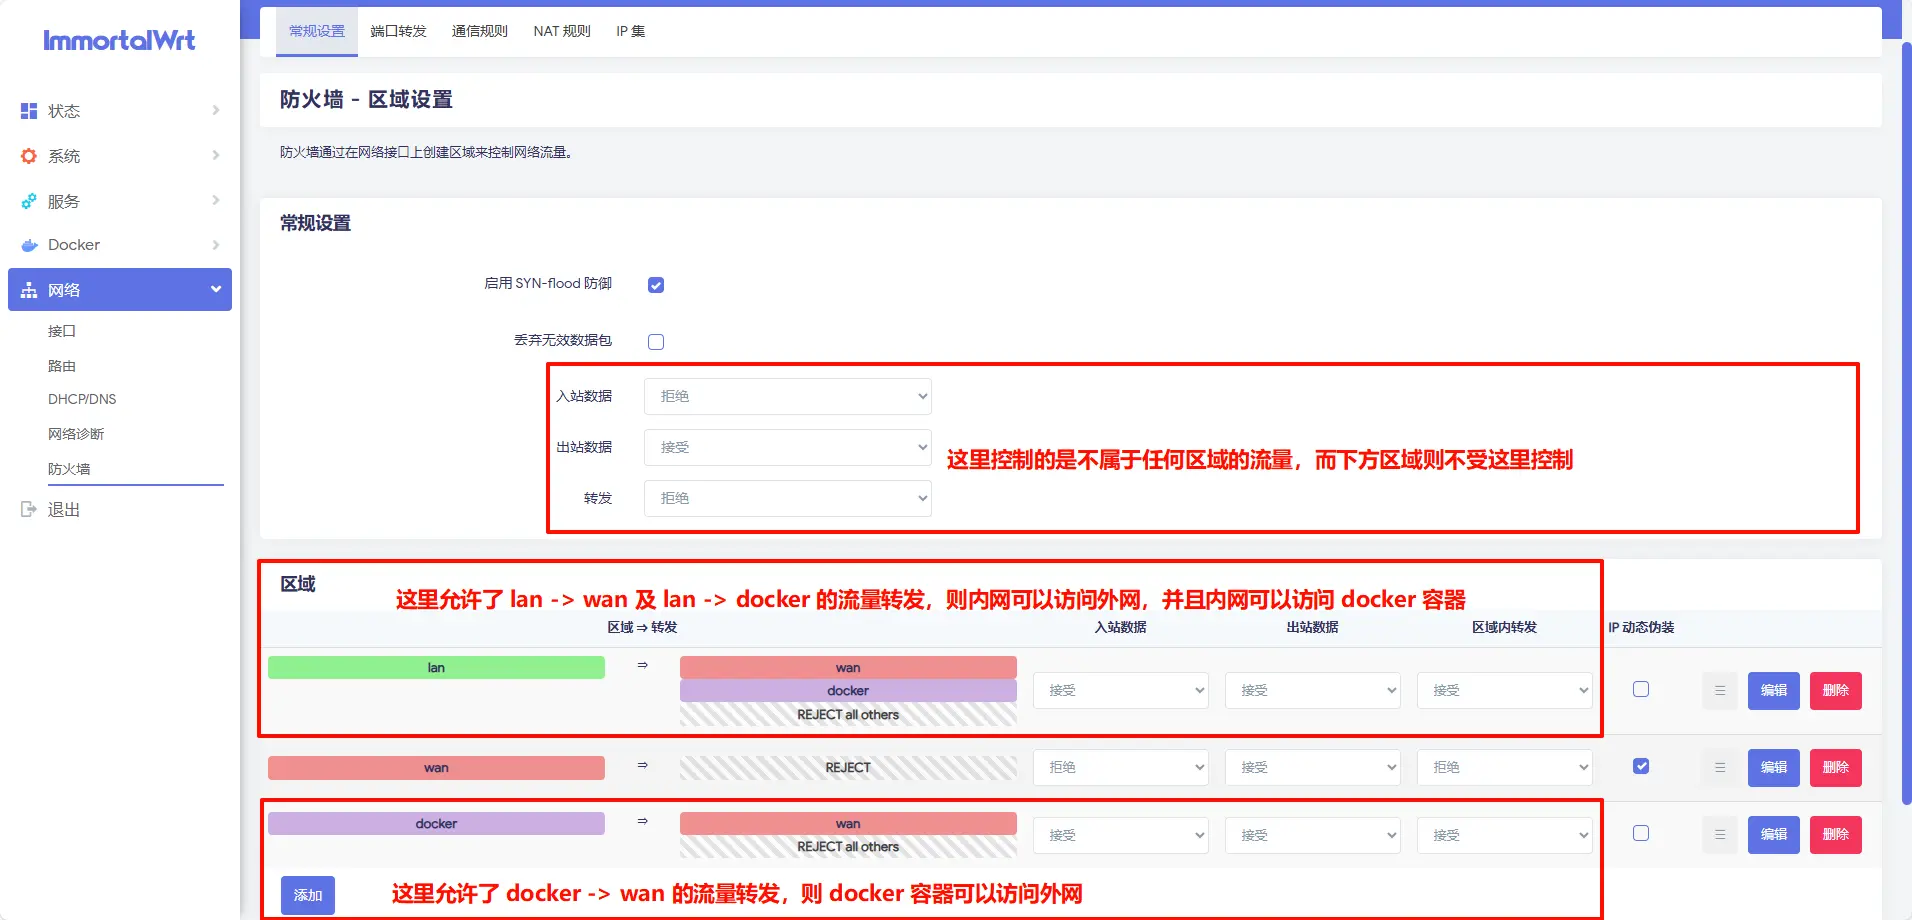 ImmortalWrt
状态
系统
服务
Docker
网络
接口
路由
DHCP/DNS
网络诊断
防火墙
退出
常规设置 端口转发 通信规则 NAT 规则 IP 集
防火墙 - 区域设置
防火墙通过在网络接口上创建区域来控制网络流量。
常规设置
启用 SYN-flood 防御
丢弃无效数据包
入站数据 拒绝
出站数据 接受
这里控制的是不属于任何区域的流量，而下方区域则不受这里控制
转发 拒绝
区域
这里允许了 lan -> wan 及 lan -> docker 的流量转发，则内网可以访问外网，并且内网可以访问 docker 容器
区域 ⇒ 转发 入站数据 出站数据 区域内转发 IP 动态伪装
lan ⇒ wan
docker
REJECT all others
接受 接受 接受 ☰ 编辑 删除
wan ⇒ REJECT 拒绝 接受 拒绝 ☰ 编辑 删除
docker ⇒ wan
REJECT all others
接受 接受 接受 ☰ 编辑 删除
添加
这里允许了 docker -> wan 的流量转发，则 docker 容器可以访问外网